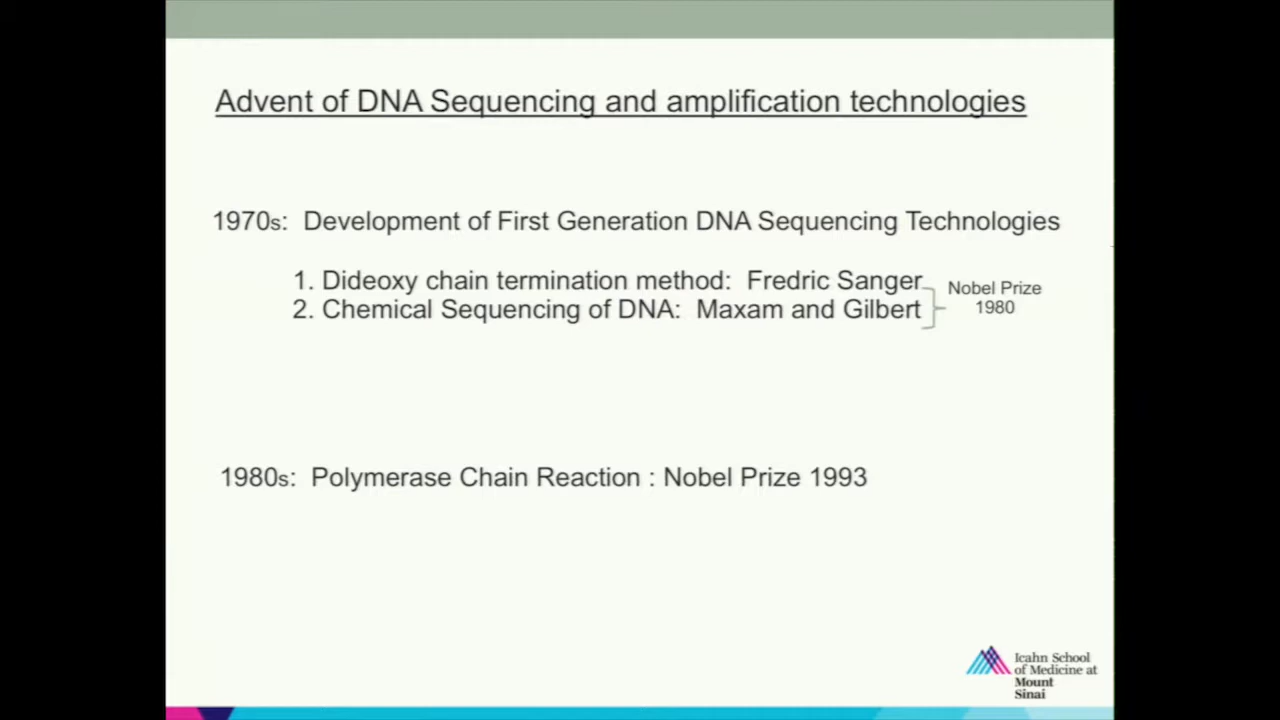 Advent of DNA Sequencing and amplification technologies
1970s: Development of First Generation DNA Sequencing Technologies
1. Dideoxy chain termination method: Fredric Sanger
2. Chemical Sequencing of DNA: Maxam and Gilbert
Nobel Prize
1980
1980s: Polymerase Chain Reaction : Nobel Prize 1993
Icahn School
of Medicine at
Mount
Sinai